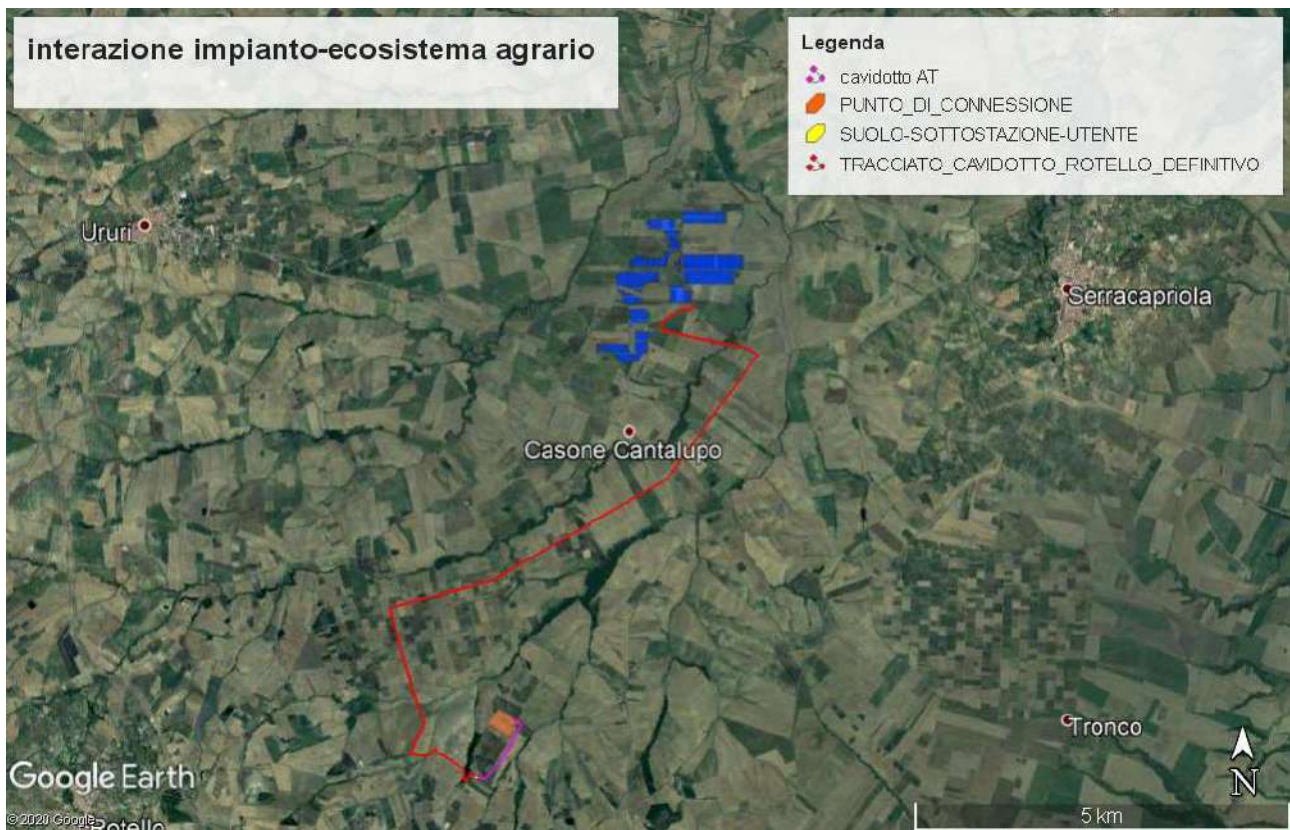 interazione impianto-ecosistema agrario
Legenda
cavidotto AT
PUNTO_DI_CONNESSIONE
SUOLO-SOTTOSTAZIONE-UTENTE
TRACCIATO_CAVIDOTTO_ROTELLO_DEFINITIVO
Ururi
Serracapriola
Casone Cantalupo
Tronco
Google Earth
N
© 2020 Google
Rotello
5 km